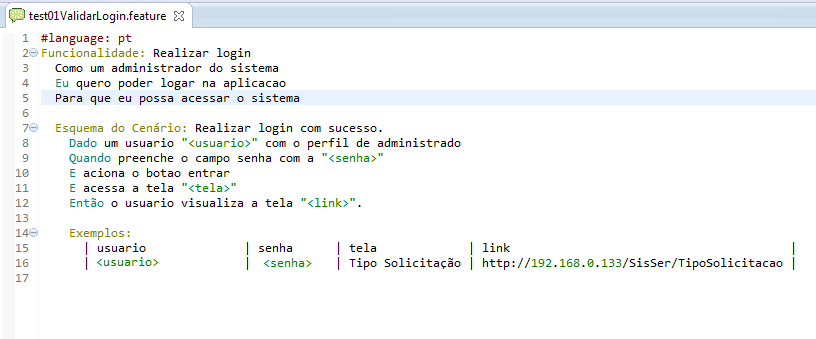 test01ValidarLogin.feature
1 #language: pt
2 Funcionalidade: Realizar login
3 Como um administrador do sistema
4 Eu quero poder logar na aplicacao
5 Para que eu possa acessar o sistema
6
7 Esquema do Cenário: Realizar login com sucesso.
8 Dado um usuario "<usuario>" com o perfil de administrado
9 Quando preenche o campo senha com a "<senha>"
10 E aciona o botao entrar
11 E acessa a tela "<tela>"
12 Então o usuario visualiza a tela "<link>".
13
14 Exemplos:
15 | usuario | senha | tela | link |
16 | <usuario> | <senha> | Tipo Solicitação | http://192.168.0.133/SisSer/TipoSolicitacao |
17